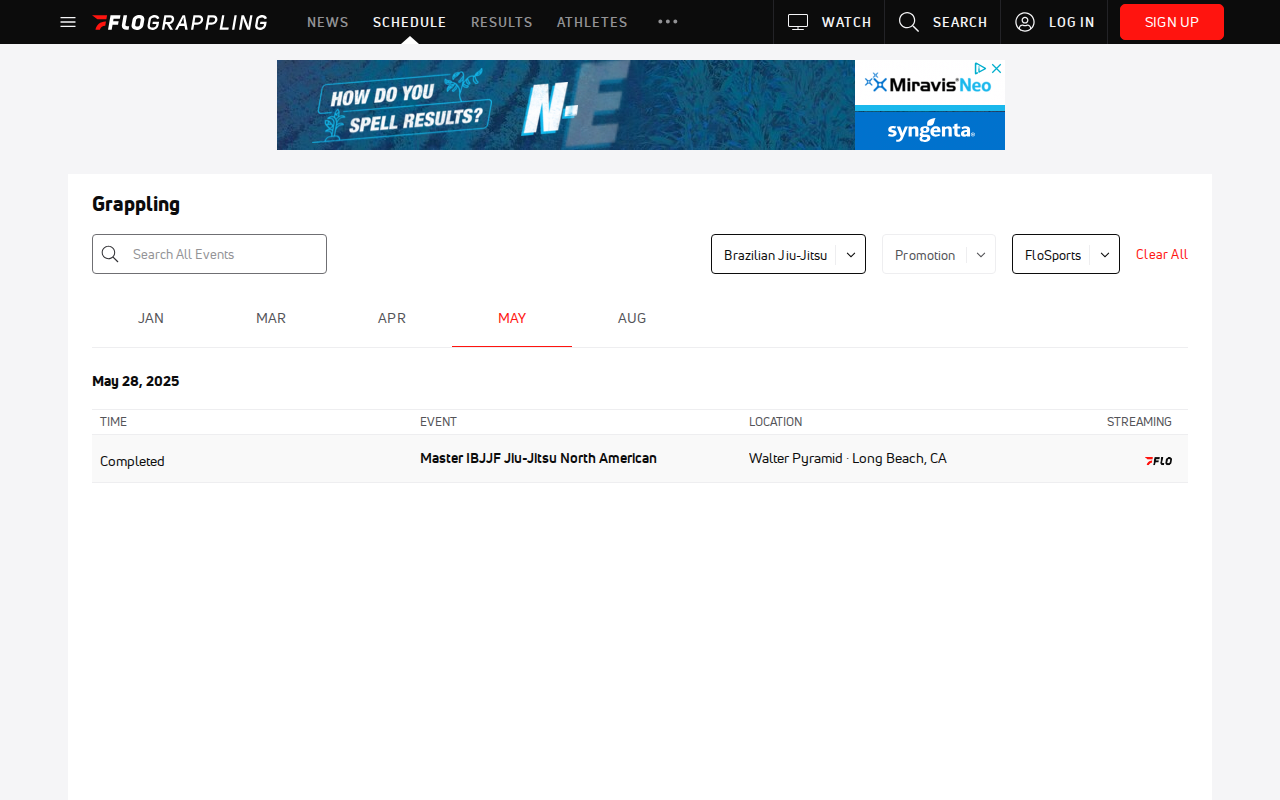 FLOGRAPPLING NEWS SCHEDULE RESULTS ATHLETES WATCH SEARCH LOG IN SIGN UP
HOW DO YOU
SPELL RESULTS?
N-E
Miravis® Neo
syngenta®
Grappling
Search All Events Brazilian Jiu-Jitsu Promotion FloSports Clear All
JAN MAR APR MAY AUG
May 28, 2025
TIME EVENT LOCATION STREAMING
Completed Master IBJJF Jiu-Jitsu North American Walter Pyramid · Long Beach, CA FLO